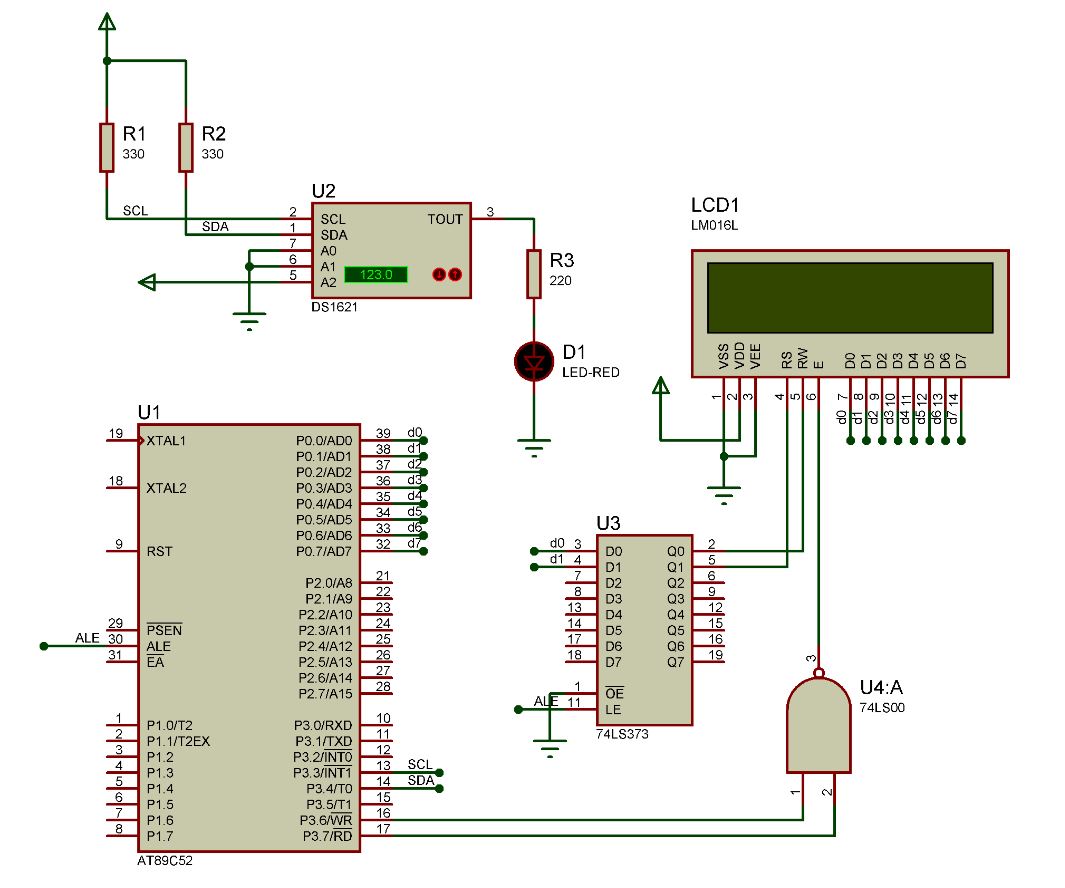 R1
330
R2
330
SCL
SDA
U2
2 SCL
1 SDA
7 A0
6 A1
5 A2
TOUT 3
123.0
DS1621
R3
220
D1
LED-RED
LCD1
LM016L
VSS VDD VEE RS RW E D0 D1 D2 D3 D4 D5 D6 D7
1 2 3 4 5 6 7 8 9 10 11 12 13 14
d0 d1 d2 d3 d4 d5 d6 d7
U1
19 XTAL1
18 XTAL2
9 RST
29 PSEN
ALE 30 ALE
31 EA
1 P1.0/T2
2 P1.1/T2EX
3 P1.2
4 P1.3
5 P1.4
6 P1.5
7 P1.6
8 P1.7
P0.0/AD0 39 d0
P0.1/AD1 38 d1
P0.2/AD2 37 d2
P0.3/AD3 36 d3
P0.4/AD4 35 d4
P0.5/AD5 34 d5
P0.6/AD6 33 d6
P0.7/AD7 32 d7
P2.0/A8 21
P2.1/A9 22
P2.2/A10 23
P2.3/A11 24
P2.4/A12 25
P2.5/A13 26
P2.6/A14 27
P2.7/A15 28
P3.0/RXD 10
P3.1/TXD 11
P3.2/INT0 12
P3.3/INT1 13 SCL
P3.4/T0 14 SDA
P3.5/T1 15
P3.6/WR 16
P3.7/RD 17
AT89C52
U3
d0 3 D0 Q0 2
d1 4 D1 Q1 5
7 D2 Q2 6
8 D3 Q3 9
13 D4 Q4 12
14 D5 Q5 15
17 D6 Q6 16
18 D7 Q7 19
1 OE
ALE 11 LE
74LS373
3
U4:A
74LS00
1 2